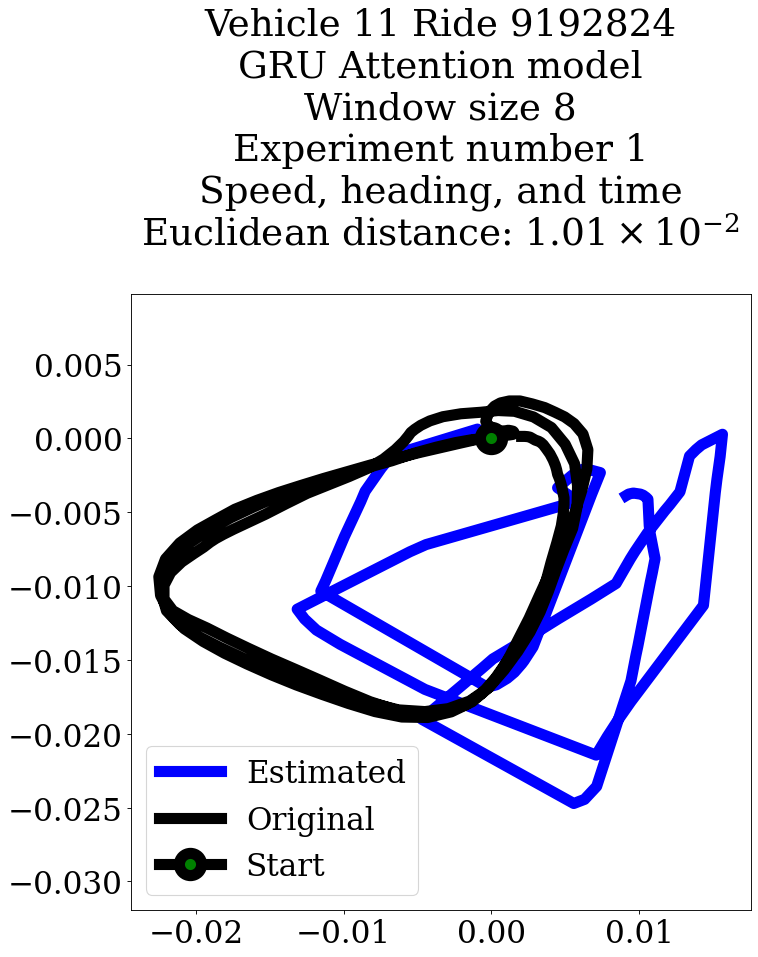 Vehicle 11 Ride 9192824
GRU Attention model
Window size 8
Experiment number 1
Speed, heading, and time
Euclidean distance: 1.01 × 10⁻²
0.005
0.000
−0.005
−0.010
−0.015
−0.020
−0.025
−0.030
Estimated
Original
Start
−0.02
−0.01
0.00
0.01